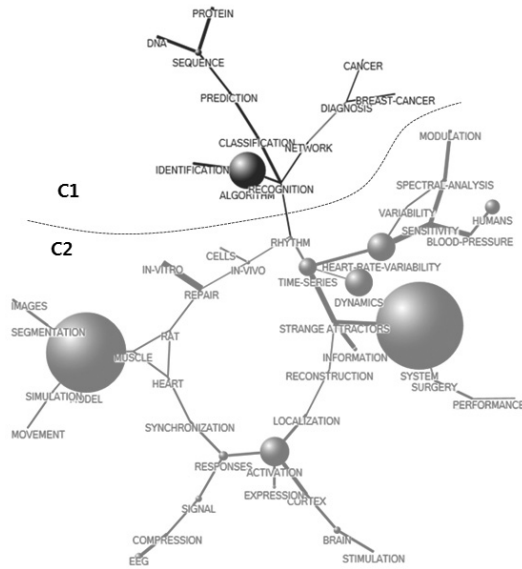 PROTEIN
DNA
SEQUENCE
CANCER
PREDICTION
BREAST-CANCER
DIAGNOSIS
MODULATION
CLASSIFICATION
NETWORK
IDENTIFICATION
SPECTRAL-ANALYSIS
C1
ALGORITHM
RECOGNITION
VARIABILITY
HUMANS
SENSITIVITY
C2
RHYTHM
BLOOD-PRESSURE
CELLS
IN-VITRO
IN-VIVO
HEART-RATE-VARIABILITY
TIME-SERIES
REPAIR
DYNAMICS
IMAGES
SEGMENTATION
STRANGE ATTRACTORS
RAT
MUSCLE
INFORMATION
HEART
RECONSTRUCTION
SYSTEM
SURGERY
SIMULATION
MODEL
PERFORMANCE
LOCALIZATION
SYNCHRONIZATION
MOVEMENT
RESPONSES
ACTIVATION
EXPRESSION
CORTEX
SIGNAL
COMPRESSION
BRAIN
EEG
STIMULATION